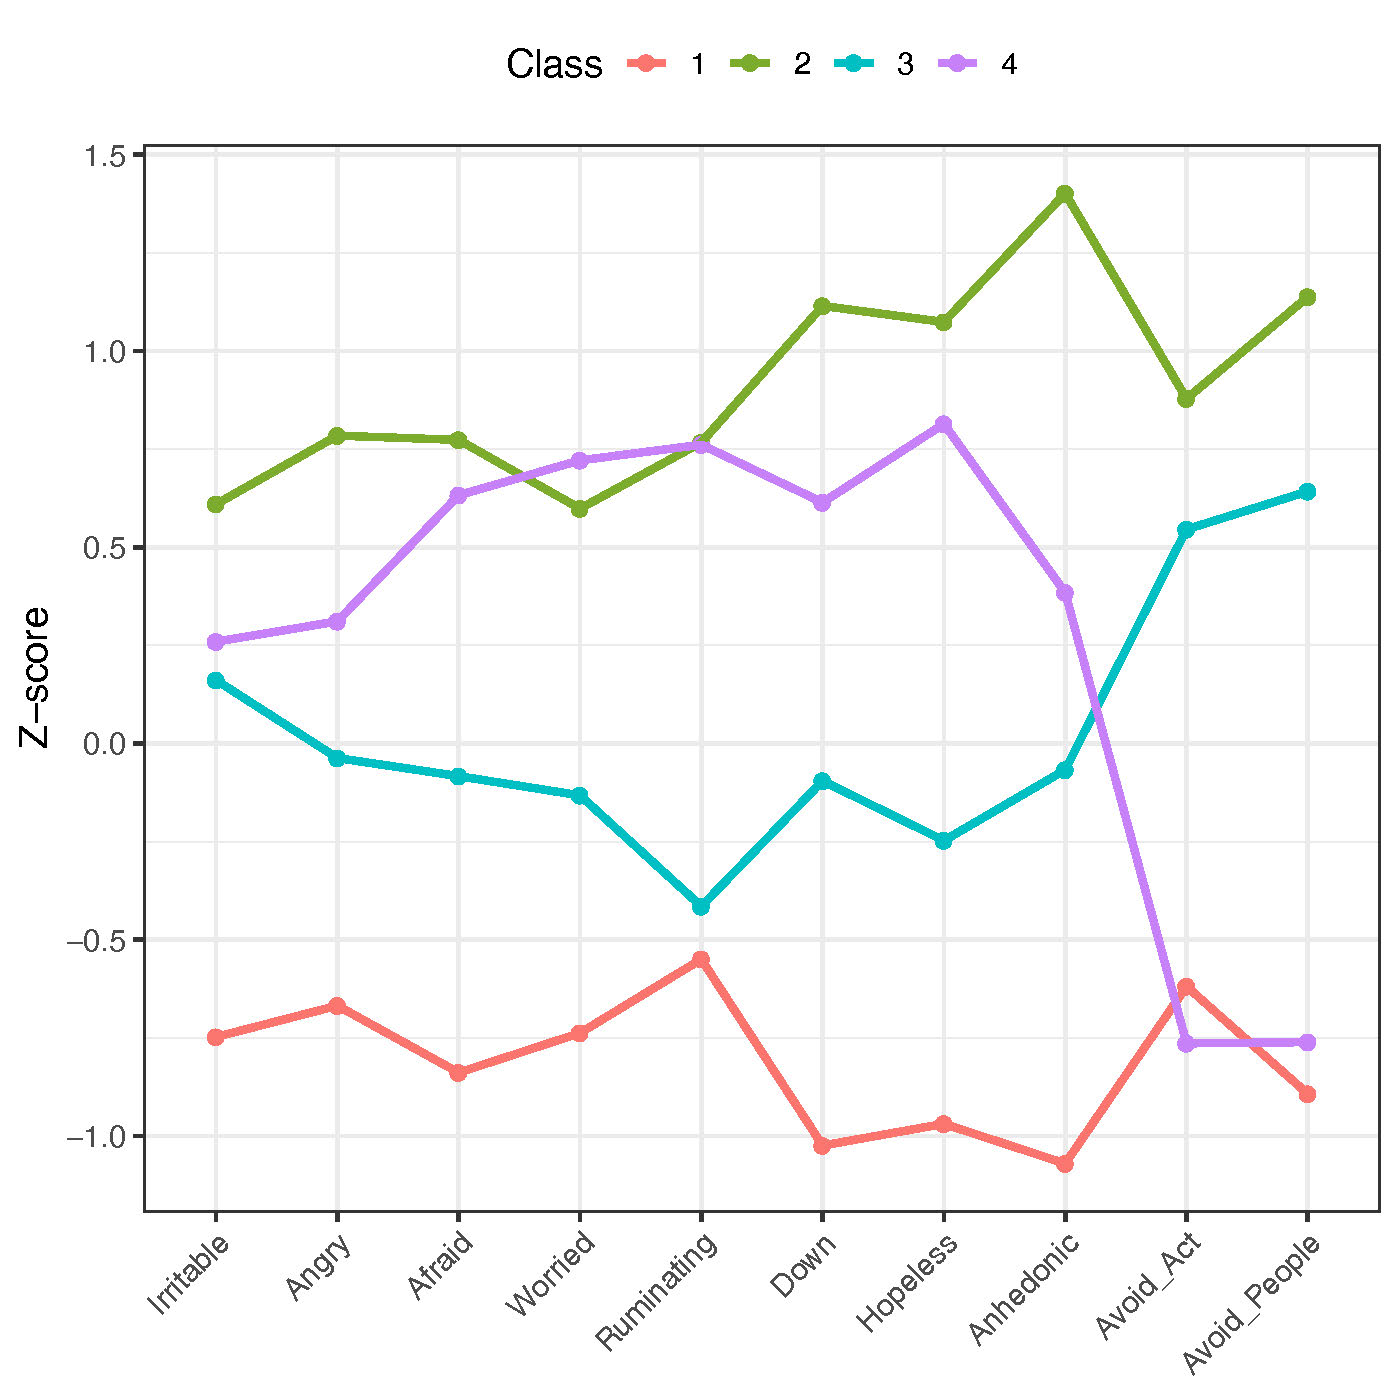 Class 1 2 3 4
1.5
1.0
0.5
0.0
−0.5
−1.0
Z−score
Irritable
Angry
Afraid
Worried
Ruminating
Down
Hopeless
Anhedonic
Avoid_Act
Avoid_People